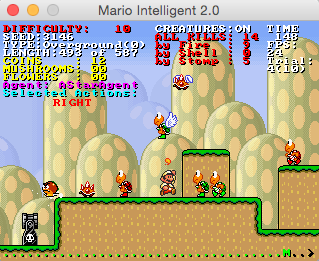 Mario Intelligent 2.0
DIFFICULTY: 10 CREATURES:ON TIME
SEED:3146 ALL KILLS: 14 148
TYPE:Overground(0) by Fire : 9 FPS:
LENGTH:493 of 587 by Shell : 0 24
COINS : 12 by Stomp : 5 Trial:
MUSHROOMS : 00 4(10)
FLOWERS : 00
Agent: AStarAgent
Selected Actions:
RIGHT